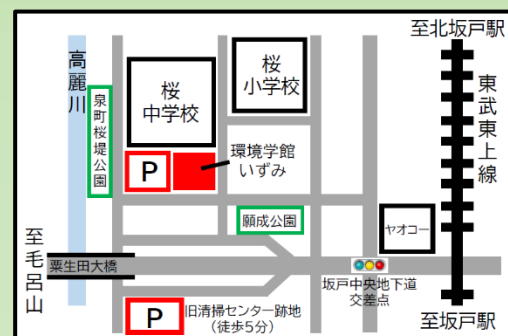 至北坂戸駅
高麗川
桜
小学校
桜
中学校
東武東上線
泉町桜堤公園
環境学館
いずみ
P
願成公園
ヤオコー
至毛呂山
粟生田大橋
坂戸中央地下道
交差点
P
旧清掃センター跡地
(徒歩5分)
至坂戸駅